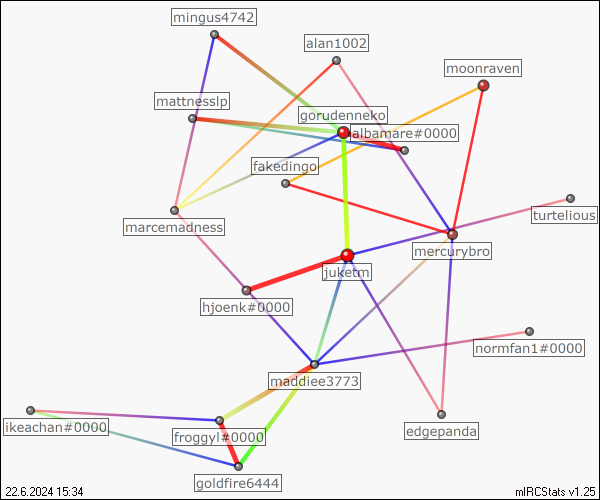 mingus4742
alan1002
moonraven
mattnesslp
gorudenneko
albamare#0000
fakedingo
turtelious
marcemadness
mercurybro
juketm
hjoenk#0000
normfan1#0000
maddiee3773
ikeachan#0000
froggyl#0000
edgepanda
goldfire6444
22.6.2024 15:34
mIRCStats v1.25